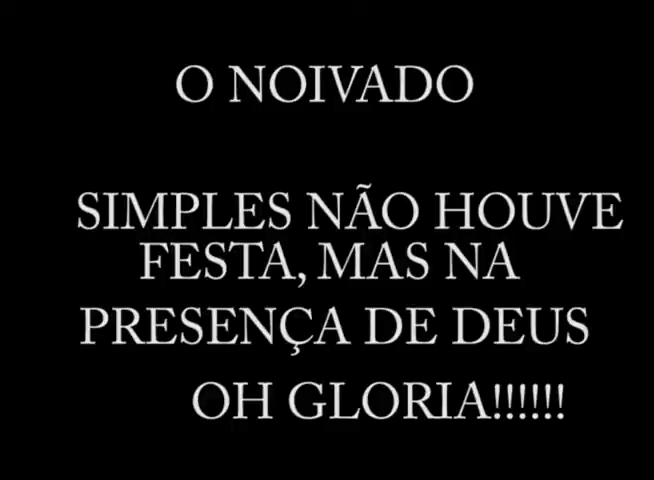 O NOIVADO
SIMPLES NÃO HOUVE
FESTA, MAS NA
PRESENÇA DE DEUS
OH GLORIA!!!!!!